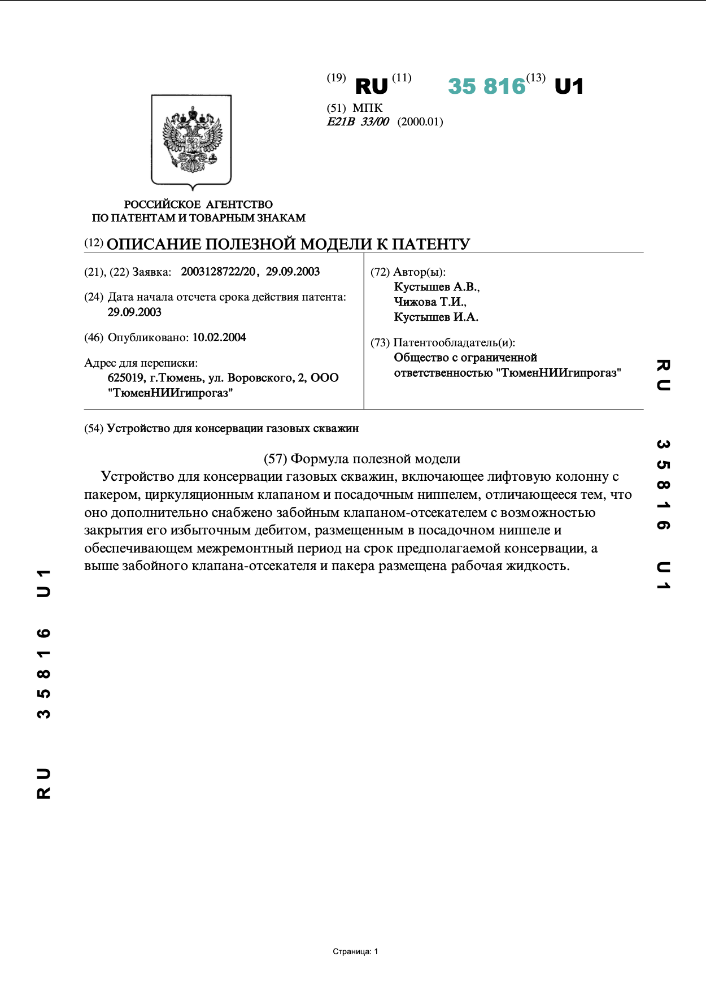 (19) RU (11) 35 816 (13) U1
(51) МПК
E21B 33/00 (2000.01)
РОССИЙСКОЕ АГЕНТСТВО
ПО ПАТЕНТАМ И ТОВАРНЫМ ЗНАКАМ
(12) ОПИСАНИЕ ПОЛЕЗНОЙ МОДЕЛИ К ПАТЕНТУ
(21), (22) Заявка: 2003128722/20, 29.09.2003
(24) Дата начала отсчета срока действия патента:
29.09.2003
(46) Опубликовано: 10.02.2004
Адрес для переписки:
625019, г.Тюмень, ул. Воровского, 2, ООО
"ТюменНИИгипрогаз"
(72) Автор(ы):
Кустышев А.В.,
Чижова Т.И.,
Кустышев И.А.
(73) Патентообладатель(и):
Общество с ограниченной
ответственностью "ТюменНИИгипрогаз"
(54) Устройство для консервации газовых скважин
(57) Формула полезной модели
Устройство для консервации газовых скважин, включающее лифтовую колонну с
пакером, циркуляционным клапаном и посадочным ниппелем, отличающееся тем, что
оно дополнительно снабжено забойным клапаном-отсекателем с возможностью
закрытия его избыточным дебитом, размещенным в посадочном ниппеле и
обеспечивающем межремонтный период на срок предполагаемой консервации, а
выше забойного клапана-отсекателя и пакера размещена рабочая жидкость.
RU 35816 U1
RU 35816 U1
Страница: 1